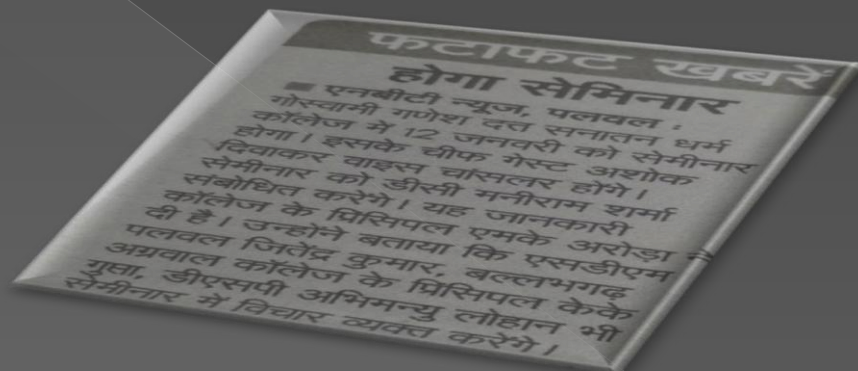 फटाफट खबरें
होगा सेमिनार
■ एनबीटी न्यूज, पलवल :
गोस्वामी गणेश दत्त सनातन धर्म
कॉलेज में 12 जनवरी को सेमीनार
होगा। इसके चीफ गेस्ट अशोक
दिवाकर वाइस चांसलर होंगे।
सेमीनार को डीसी मनीराम शर्मा
संबोधित करेंगे। यह जानकारी
कॉलेज के प्रिंसिपल एमके अरोड़ा ने
दी है। उन्होंने बताया कि एसडीएम
पलवल जितेंद्र कुमार, बल्लभगढ़
अग्रवाल कॉलेज के प्रिंसिपल केके
गुप्ता, डीएसपी अभिमन्यु लोहान भी
सेमीनार में विचार व्यक्त करेंगे।